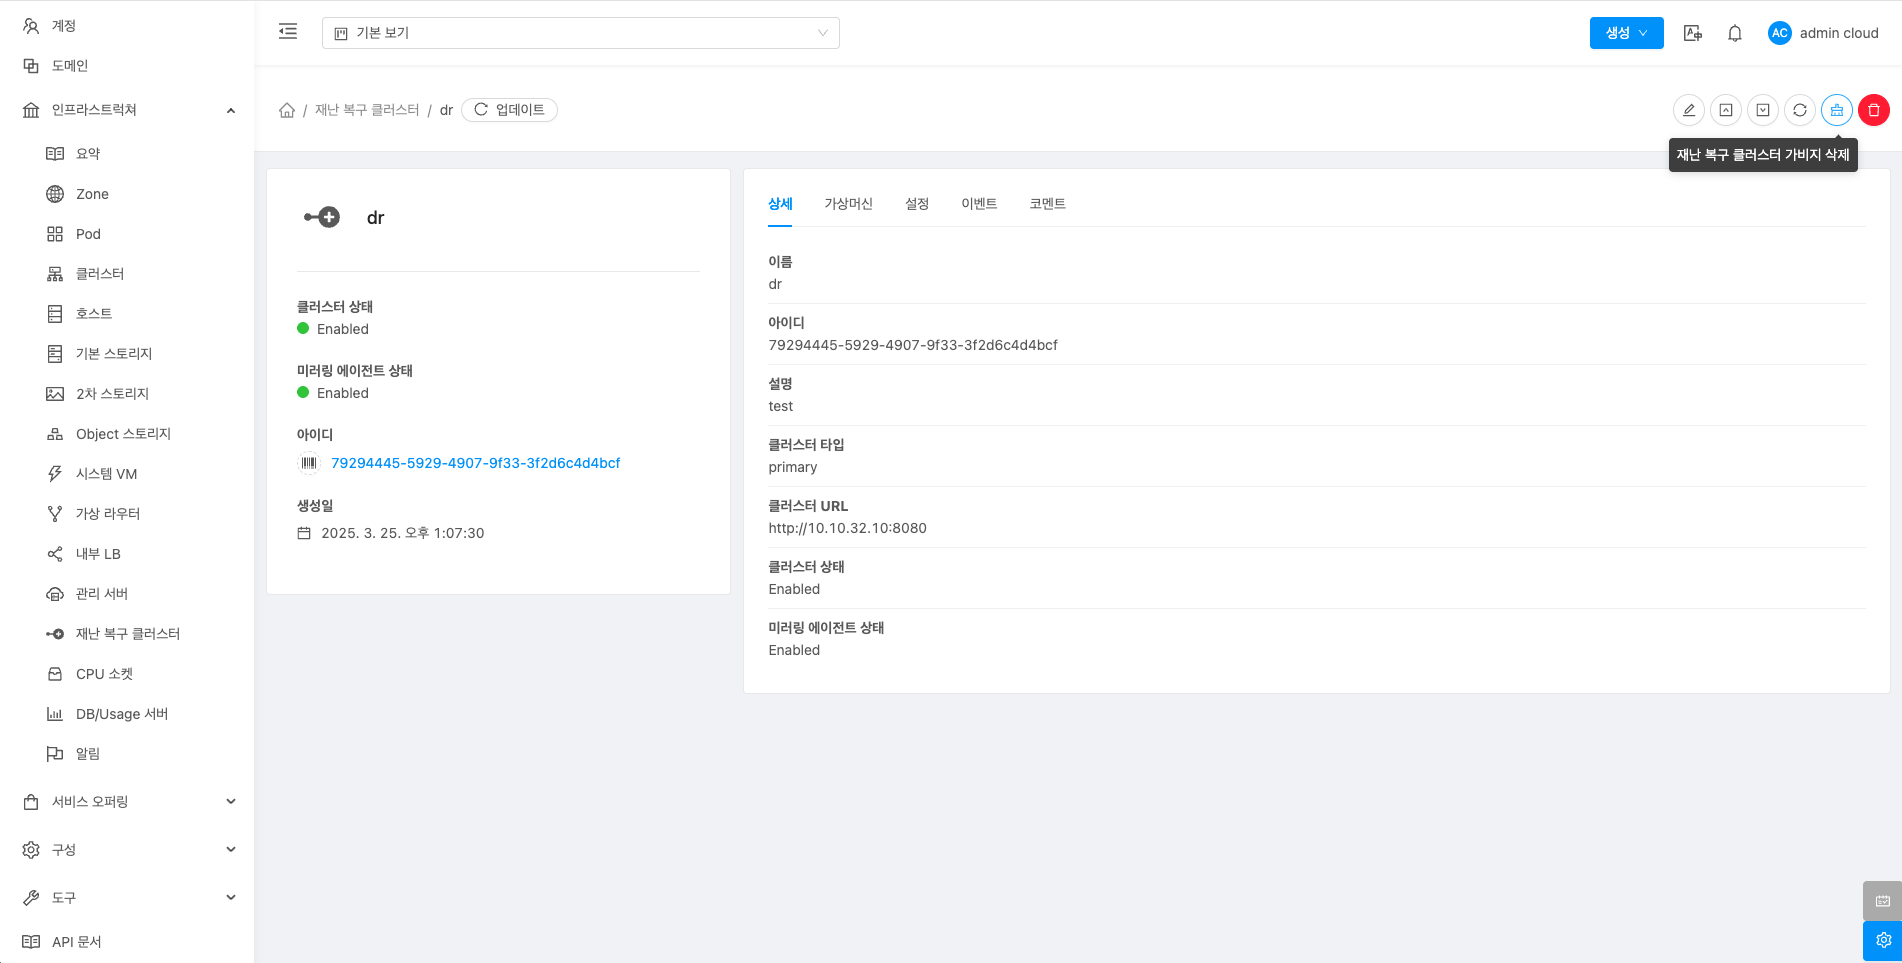 계정
도메인
인프라스트럭쳐
요약
Zone
Pod
클러스터
호스트
기본 스토리지
2차 스토리지
Object 스토리지
시스템 VM
가상 라우터
내부 LB
관리 서버
재난 복구 클러스터
CPU 소켓
DB/Usage 서버
알림
서비스 오퍼링
구성
도구
API 문서
기본 보기
생성
AC admin cloud
/ 재난 복구 클러스터 / dr 업데이트
재난 복구 클러스터 가비지 삭제
dr
클러스터 상태
Enabled
미러링 에이전트 상태
Enabled
아이디
79294445-5929-4907-9f33-3f2d6c4d4bcf
생성일
2025. 3. 25. 오후 1:07:30
상세 가상머신 설정 이벤트 코멘트
이름
dr
아이디
79294445-5929-4907-9f33-3f2d6c4d4bcf
설명
test
클러스터 타입
primary
클러스터 URL
http://10.10.32.10:8080
클러스터 상태
Enabled
미러링 에이전트 상태
Enabled